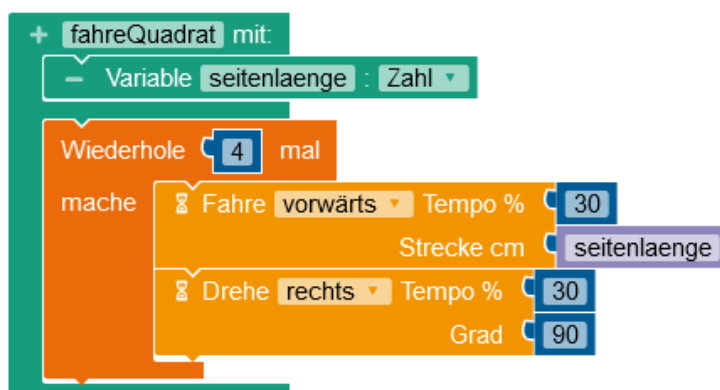 + fahreQuadrat mit:
− Variable seitenlaenge : Zahl
Wiederhole 4 mal
mache Fahre vorwärts Tempo % 30
Strecke cm seitenlaenge
Drehe rechts Tempo % 30
Grad 90